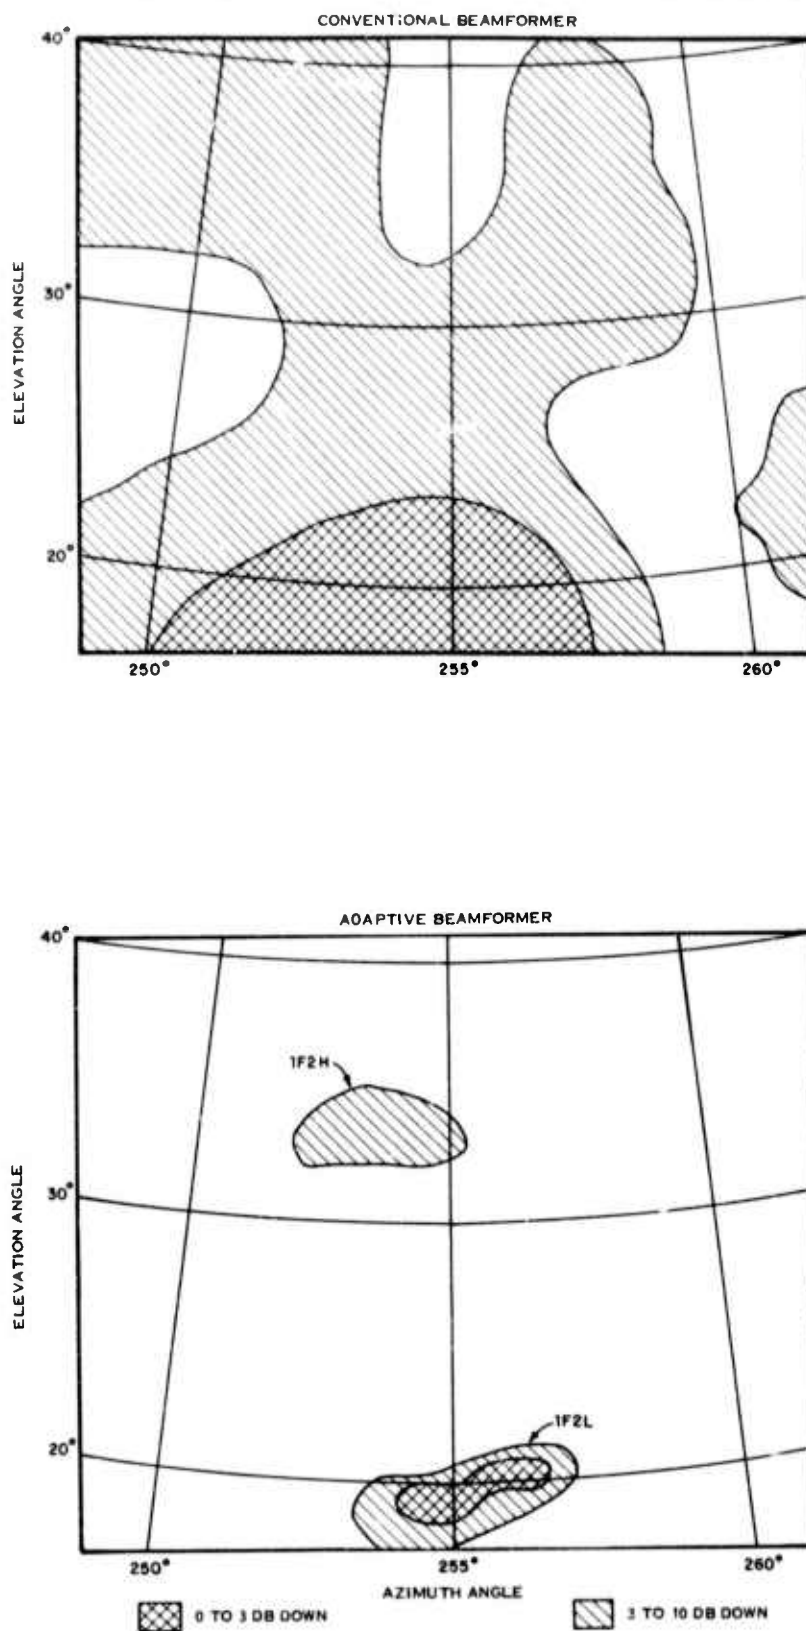 CONVENTIONAL BEAMFORMER
40°
30°
20°
ELEVATION ANGLE
250°
255°
260°
ADAPTIVE BEAMFORMER
40°
1F2H
30°
ELEVATION ANGLE
1F2L
20°
250°
255°
260°
AZIMUTH ANGLE
0 TO 3 DB DOWN
3 TO 10 DB DOWN